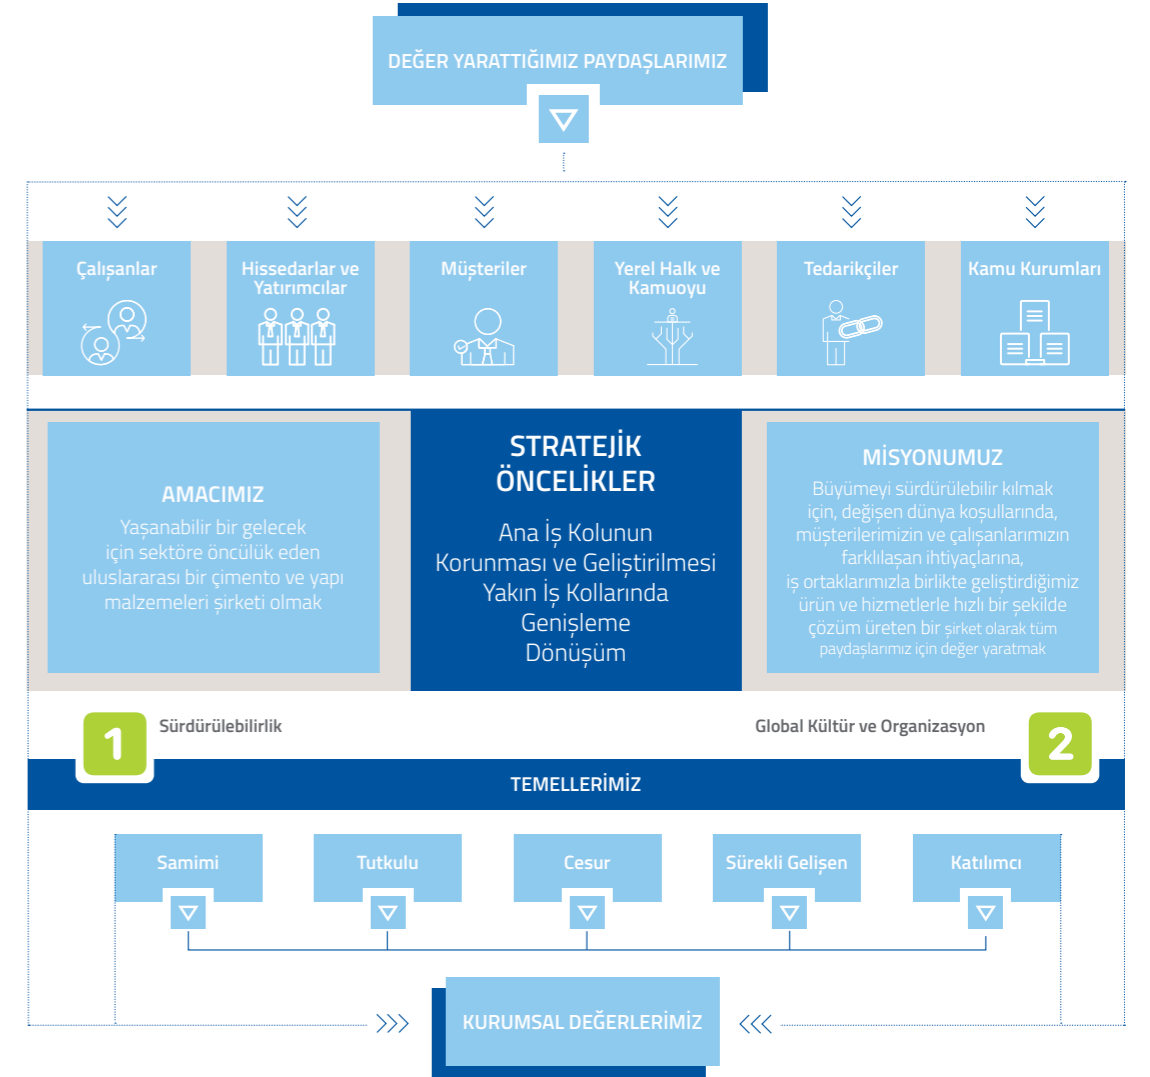 DEĞER YARATTIĞIMIZ PAYDAŞLARIMIZ
Çalışanlar
Hissedarlar ve
Yatırımcılar
Müşteriler
Yerel Halk ve
Kamuoyu
Tedarikçiler
Kamu Kurumları
AMACIMIZ
Yaşanabilir bir gelecek
için sektöre öncülük eden
uluslararası bir çimento ve yapı
malzemeleri şirketi olmak
STRATEJİK
ÖNCELİKLER
Ana İş Kolunun
Korunması ve Geliştirilmesi
Yakın İş Kollarında
Genişleme
Dönüşüm
MİSYONUMUZ
Büyümeyi sürdürülebilir kılmak
için, değişen dünya koşullarında,
müşterilerimizin ve çalışanlarımızın
farklılaşan ihtiyaçlarına,
iş ortaklarımızla birlikte geliştirdiğimiz
ürün ve hizmetlerle hızlı bir şekilde
çözüm üreten bir şirket olarak tüm
paydaşlarımız için değer yaratmak
1
Sürdürülebilirlik
Global Kültür ve Organizasyon
2
TEMELLERİMİZ
Samimi
Tutkulu
Cesur
Sürekli Gelişen
Katılımcı
KURUMSAL DEĞERLERİMİZ